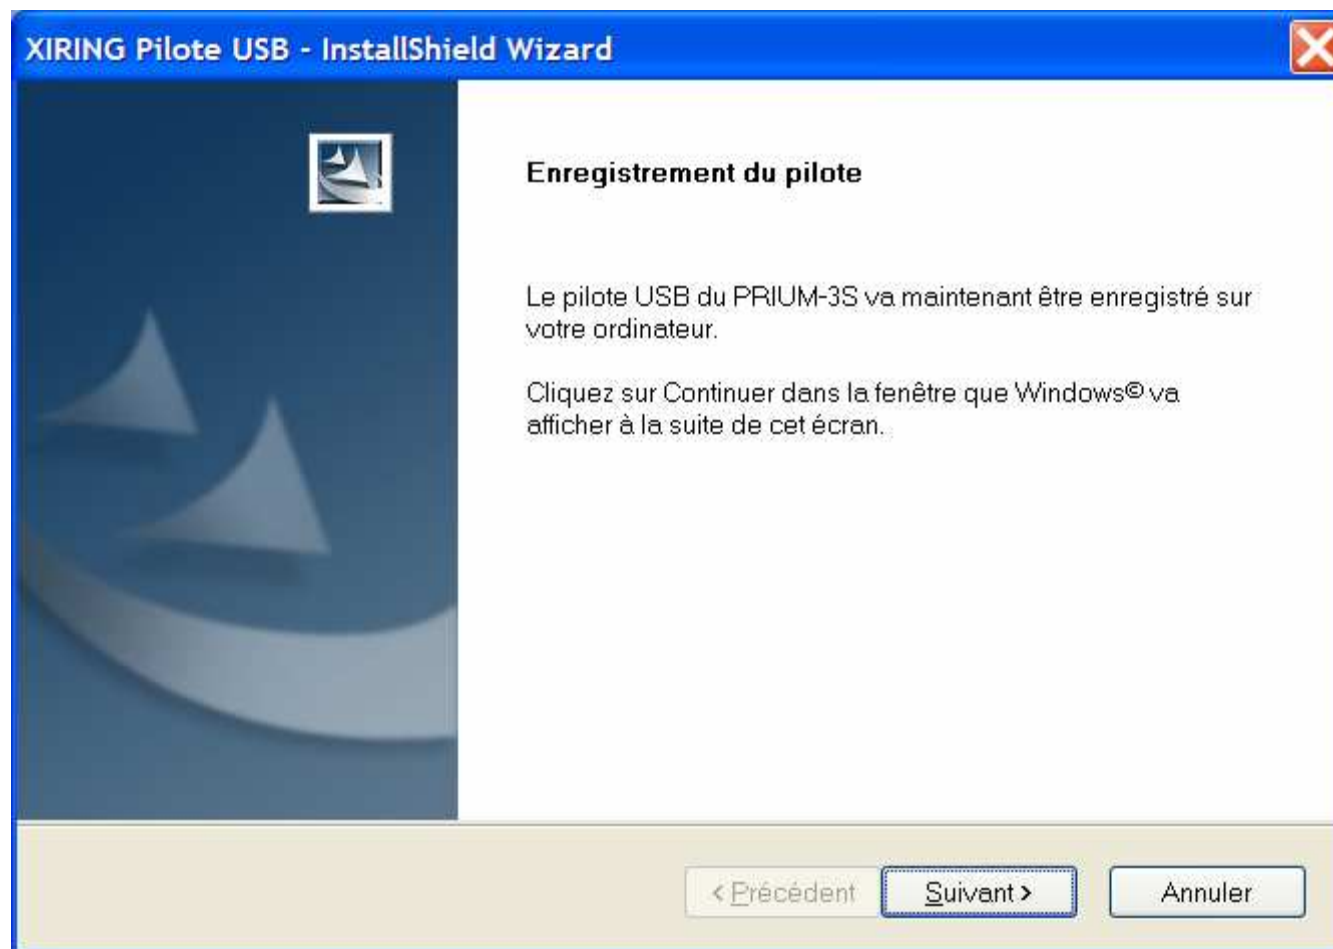 XIRING Pilote USB - InstallShield Wizard
Enregistrement du pilote
Le pilote USB du PRIUM-3S va maintenant être enregistré sur
votre ordinateur.
Cliquez sur Continuer dans la fenêtre que Windows© va
afficher à la suite de cet écran.
< Précédent
Suivant >
Annuler